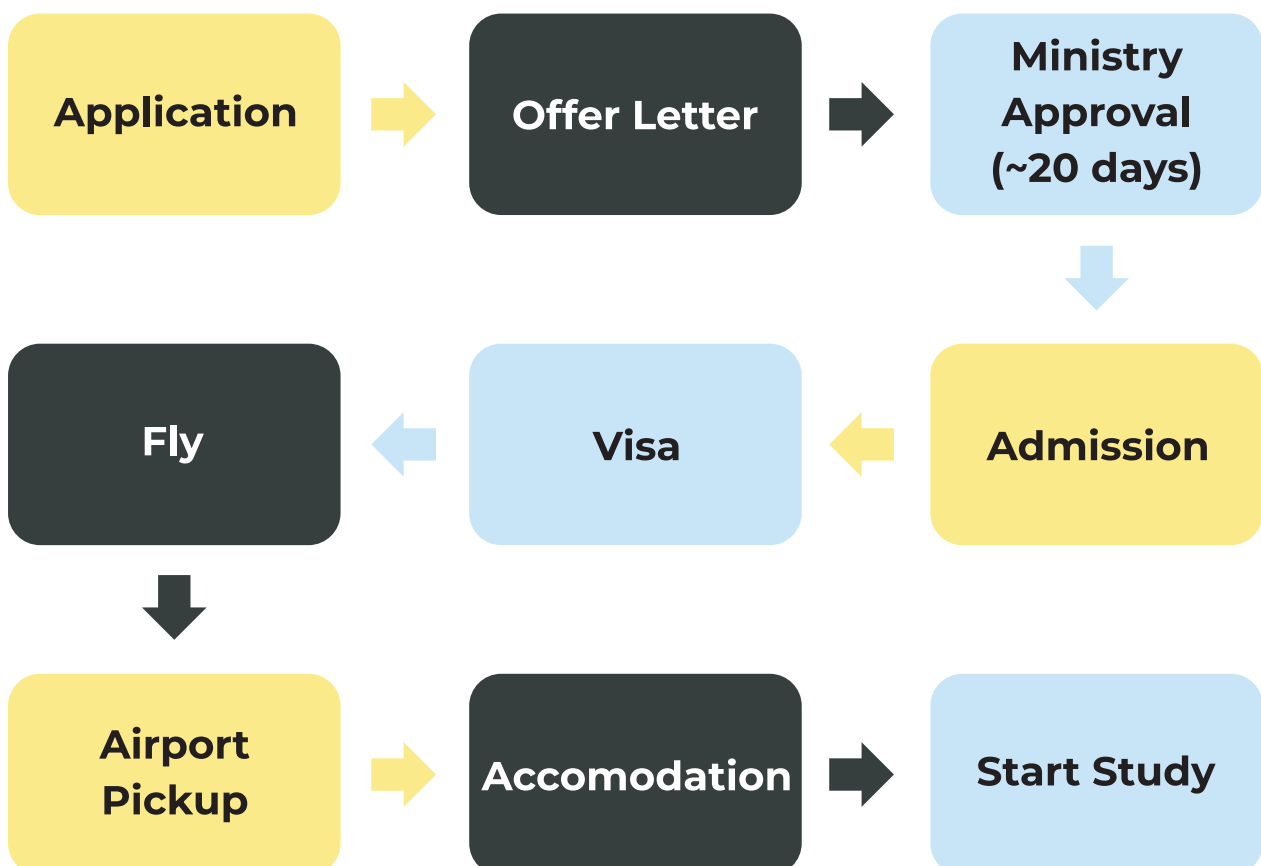 Application
Offer Letter
Ministry
Approval
(~20 days)
Admission
Visa
Fly
Airport
Pickup
Accomodation
Start Study